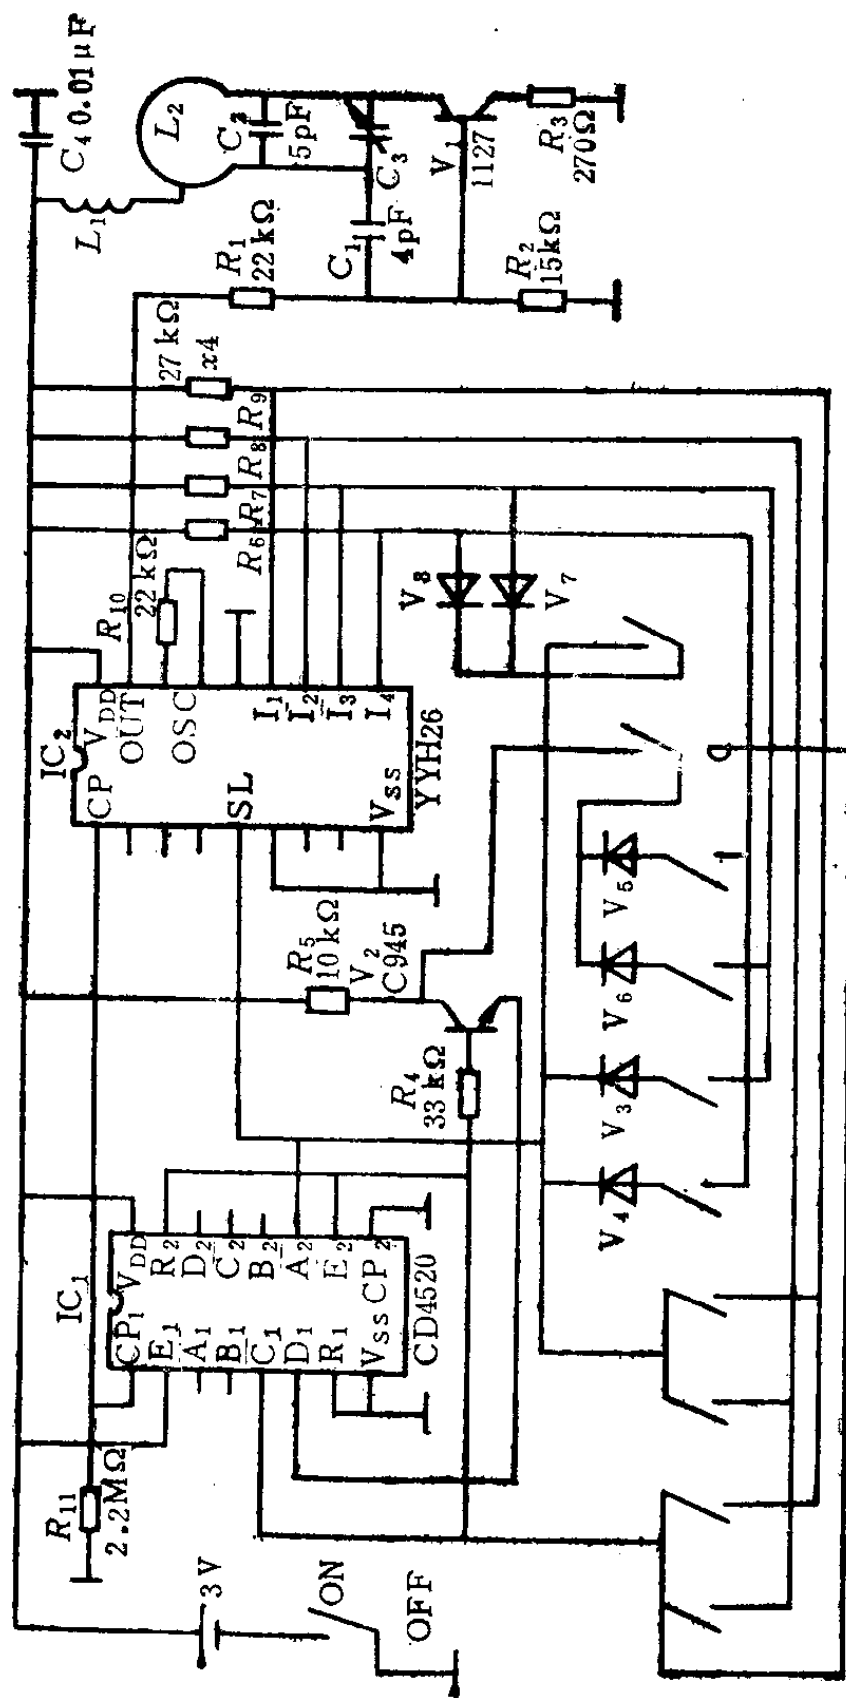 3V
ON
OFF
R₁₁
2.2MΩ
IC₁
CP₁
E₁
A₁
B₁
C₁
D₁
R₁
Vss
V_DD
R₂
D₂
C₂
B₂
A₂
E₂
CP₂
CD4520
R₄
33kΩ
R₅
10kΩ
V₂
C945
IC₂
CP
SL
Vss
V_DD
OUT
OSC
I₁
I₂
I₃
I₄
YYH26
R₁₀
22kΩ
R₆
R₇
R₈
R₉
27kΩ
x4
R₁
22kΩ
L₁
C₄ 0.01μF
L₂
C₂
5pF
C₃
C₁
4pF
V₁
1127
R₂
15kΩ
R₃
270Ω
V₈
V₇
V₅
V₆
V₃
V₄